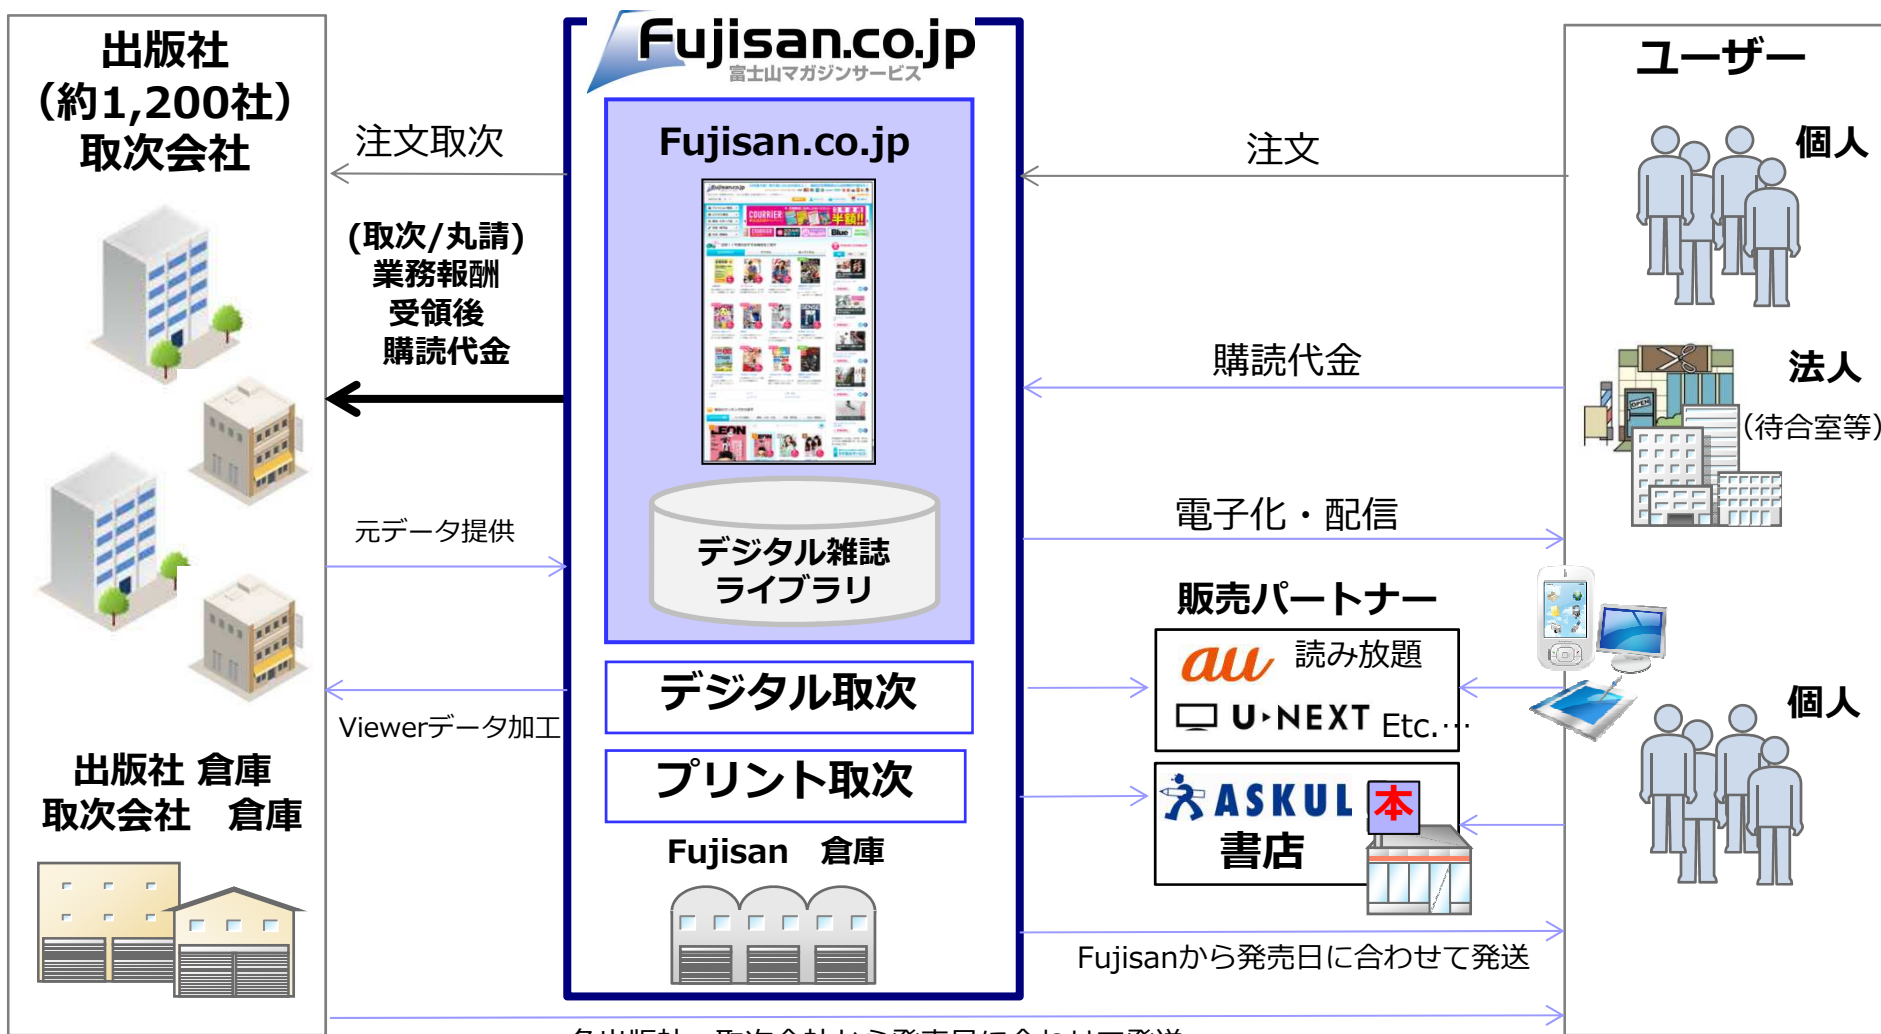 出版社
（約1,200社）
取次会社
注文取次
(取次/丸請)
業務報酬
受領後
購読代金
元データ提供
Viewerデータ加工
出版社 倉庫
取次会社　倉庫
Fujisan.co.jp
富士山マガジンサービス
Fujisan.co.jp
デジタル雑誌
ライブラリ
デジタル取次
プリント取次
Fujisan　倉庫
注文
購読代金
電子化・配信
販売パートナー
au 読み放題
U-NEXT Etc.…
ASKUL 本
書店
Fujisanから発売日に合わせて発送
ユーザー
個人
法人
（待合室等）
OPEN
個人
COURRIER
半額!!
Blue
LEON